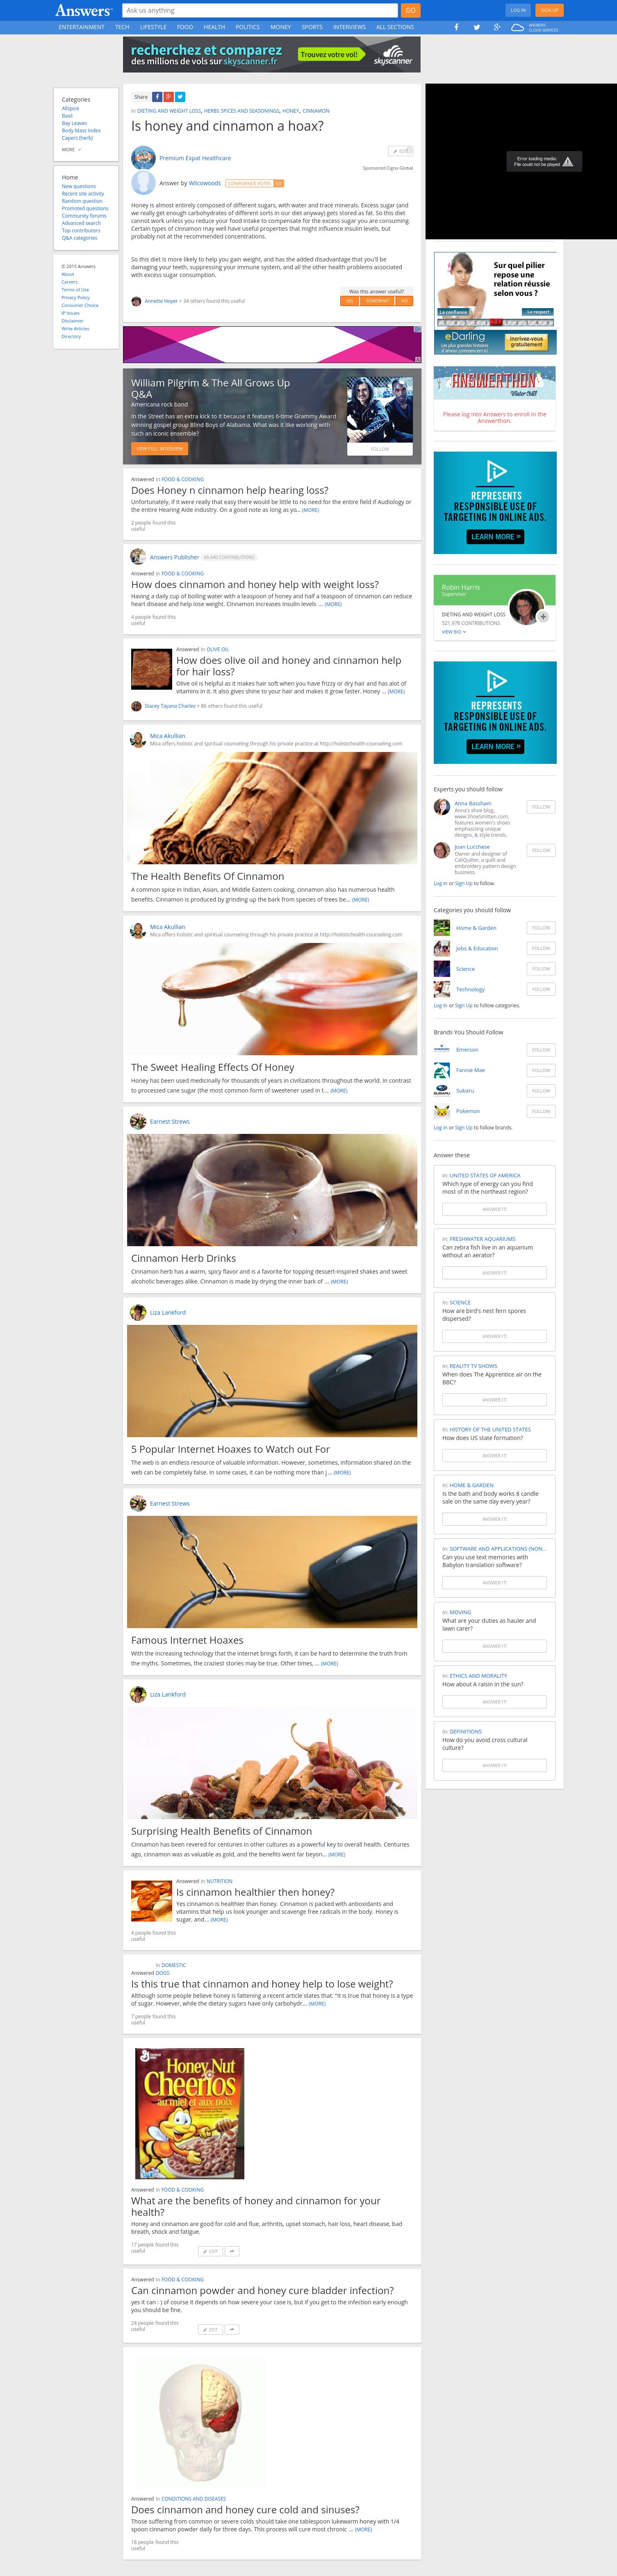 Answers™
Ask us anything
GO
LOG IN
SIGN UP
ENTERTAINMENT TECH LIFESTYLE FOOD HEALTH POLITICS MONEY SPORTS INTERVIEWS ALL SECTIONS
ANSWERS CLOUD SERVICES
recherchez et comparez
des millions de vols sur skyscanner.fr
Trouvez-moi ça!
skyscanner
Categories
Allspice
Basil
Bay Leaves
Body Mass Index
Capers (herb)
MORE
Home
New questions
Recent site activity
Random question
Promoted questions
Community forums
Advanced search
Top contributors
Q&A categories
© 2015 Answers
About
Careers
Terms of Use
Privacy Policy
Consumer Choice
IP Issues
Disclaimer
Write Articles
Directory
Share
In DIETING AND WEIGHT LOSS, HERBS SPICES AND SEASONINGS, HONEY, CINNAMON
Is honey and cinnamon a hoax?
Premium Expat Healthcare
EDIT
Sponsored Cigna Global
Answer by Wilcowoods
CONFIDENCE VOTES
Honey is almost entirely composed of different sugars, with water and trace minerals. Excess sugar (and
we really get enough carbohydrates of different sorts in our diet anyway) gets stored as fat. So this diet
won't work unless you reduce your food intake to compensate for the excess sugar from the honey.
Certain types of cinnamon may well have useful properties that might influence insulin levels, but
probably not at the recommended concentrations.
So this diet is more likely to help you gain weight, and has the added disadvantage that you'll be
damaging your teeth, suppressing your immune system, and all the other health problems associated
with excess sugar consumption.
Was this answer useful?
Annette Hoyer • 34 others found this useful
YES SOMEWHAT NO
William Pilgrim & The All Grows Up
Q&A
Americana rock band
In the Street has an extra kick to it because it features 6-time Grammy Award
winning gospel group Blind Boys of Alabama. What was it like working with
such an iconic ensemble?
VIEW FULL INTERVIEW
FOLLOW
Answered in FOOD & COOKING
Does Honey n cinnamon help hearing loss?
Unfortunately, if it were really that easy there would be little to no need for the entire field if Audiology or
the entire Hearing Aide industry. On a good note as long as yo... (MORE)
2 people found this
useful
Answers Publisher
Answered in FOOD & COOKING
How does cinnamon and honey help with weight loss?
Having a daily cup of boiling water with a teaspoon of honey and half a teaspoon of cinnamon can reduce
heart disease and help lose weight. Cinnamon increases Insulin levels ... (MORE)
4 people found this
useful
Answered in OLIVE OIL
How does olive oil and honey and cinnamon help
for hair loss?
Olive oil is helpful as it makes hair soft when you have frizzy or dry hair and has alot of
vitamins in it. It also gives shine to your hair and makes it grow faster. Honey ... (MORE)
Stacey Tayana Charles • 86 others found this useful
Mica Akullian
Mica offers holistic and spiritual counseling through his private practice at http://holistichealth-counseling.com
The Health Benefits Of Cinnamon
A common spice in Indian, Asian, and Middle Eastern cooking, cinnamon also has numerous health
benefits. Cinnamon is produced by grinding up the bark from species of trees be... (MORE)
Mica Akullian
Mica offers holistic and spiritual counseling through his private practice at http://holistichealth-counseling.com
The Sweet Healing Effects Of Honey
Honey has been used medicinally for thousands of years in civilizations throughout the world. In contrast
to processed cane sugar (the most common form of sweetener used in t... (MORE)
Earnest Strews
Cinnamon Herb Drinks
Cinnamon herb has a warm, spicy flavor and is a favorite for topping dessert-inspired shakes and sweet
alcoholic beverages alike. Cinnamon is made by drying the inner bark of ... (MORE)
Liza Lankford
5 Popular Internet Hoaxes to Watch out For
The web is an endless resource of valuable information. However, sometimes, information shared on the
web can be completely false. In some cases, it can be nothing more than j ... (MORE)
Earnest Strews
Famous Internet Hoaxes
With the increasing technology that the Internet brings forth, it can be hard to determine the truth from
the myths. Sometimes, the craziest stories may be true. Other times, ... (MORE)
Liza Lankford
Surprising Health Benefits of Cinnamon
Cinnamon has been revered for centuries in other cultures as a powerful key to overall health. Centuries
ago, cinnamon was as valuable as gold, and the benefits went far beyon... (MORE)
Answered in NUTRITION
Is cinnamon healthier then honey?
Yes cinnamon is healthier than honey. Cinnamon is packed with antioxidants and
vitamins that help us look younger and scavenge free radicals in the body. Honey is
sugar, and... (MORE)
4 people found this
useful
in DOMESTIC
Answered DOGS
Is this true that cinnamon and honey help to lose weight?
Although some people believe honey is fattening a recent article states that: "It is true that honey is a type
of sugar. However, while the dietary sugars have only carbohydr... (MORE)
7 people found this
useful
General Mills
Honey Nut
Cheerios
au miel et aux noix
Answered in FOOD & COOKING
What are the benefits of honey and cinnamon for your
health?
Honey and cinnamon are good for cold and flue, arthritis, upset stomach, hair loss, heart disease, bad
breath, shock and fatigue.
17 people found this
useful
EDIT
Answered in FOOD & COOKING
Can cinnamon powder and honey cure bladder infection?
yes it can : ) of course it depends on how severe your case is, but if you get to the infection early enough
you should be fine.
24 people found this
useful
EDIT
Answered in CONDITIONS AND DISEASES
Does cinnamon and honey cure cold and sinuses?
Those suffering from common or severe colds should take one tablespoon lukewarm honey with 1/4
spoon cinnamon powder daily for three days. This process will cure most chronic ... (MORE)
18 people found this
useful
Error loading media:
File could not be played
Sur quel pilier
repose une
relation réussie
selon vous ?
La confiance
Le respect
eDarling
Les plus grandes histoires
d'amour commencent ici
Inscrivez-vous
gratuitement
ANSWERTHON
Winter Chill!
Please log into Answers to enroll in the
Answerthon.
REPRESENTS
RESPONSIBLE USE OF
TARGETING IN ONLINE ADS.
LEARN MORE »
Robin Harris
Supervisor
DIETING AND WEIGHT LOSS
521,978 CONTRIBUTIONS
VIEW BIO
REPRESENTS
RESPONSIBLE USE OF
TARGETING IN ONLINE ADS.
LEARN MORE »
Experts you should follow
Anna Bassham
Anna's shoe blog,
www.ShoeSmitten.com,
features women's shoes
emphasizing unique
designs, & style trends.
FOLLOW
Joan Lucchese
Owner and designer of
CaliQuilter, a quilt and
embroidery pattern design
business.
FOLLOW
Log in or Sign Up to follow.
Categories you should follow
Home & Garden
FOLLOW
Jobs & Education
FOLLOW
Science
FOLLOW
Technology
FOLLOW
Log in or Sign Up to follow categories.
Brands You Should Follow
Emerson
FOLLOW
Fannie Mae
FOLLOW
SUBARU
Subaru
FOLLOW
Pokemon
FOLLOW
Log in or Sign Up to follow brands.
Answer these
In: UNITED STATES OF AMERICA
Which type of energy can you find
most of in the northeast region?
ANSWER IT!
In: FRESHWATER AQUARIUMS
Can zebra fish live in an aquarium
without an aerator?
ANSWER IT!
In: SCIENCE
How are bird's nest fern spores
dispersed?
ANSWER IT!
In: REALITY TV SHOWS
When does The Apprentice air on the
BBC?
ANSWER IT!
In: HISTORY OF THE UNITED STATES
How does US state formation?
ANSWER IT!
In: HOME & GARDEN
Is the bath and body works 8 candle
sale on the same day every year?
ANSWER IT!
In: SOFTWARE AND APPLICATIONS (NON...
Can you use text memories with
Babylon translation software?
ANSWER IT!
In: MOVING
What are your duties as hauler and
lawn carer?
ANSWER IT!
In: ETHICS AND MORALITY
How about A raisin in the sun?
ANSWER IT!
In: DEFINITIONS
How do you avoid cross cultural
culture?
ANSWER IT!